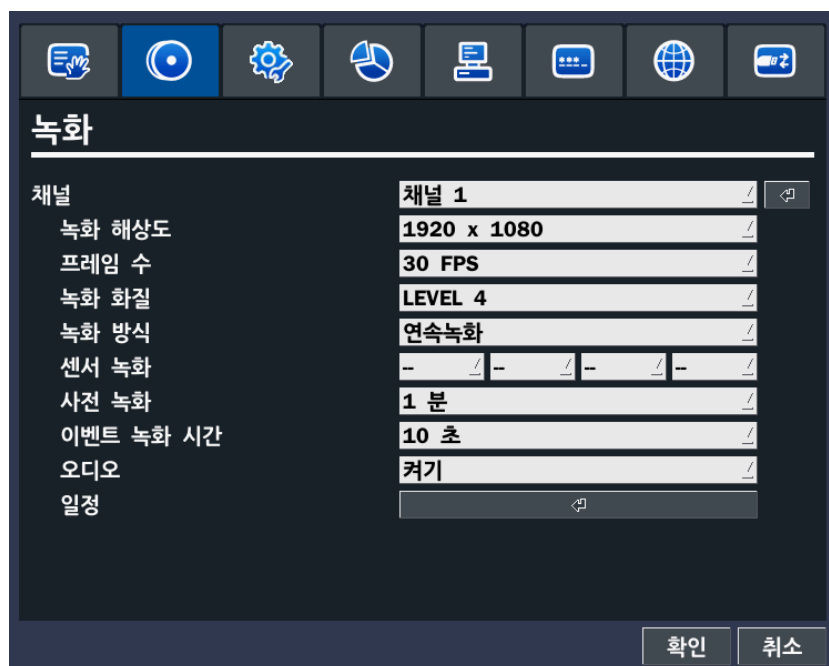 녹화
채널 채널 1
녹화 해상도 1920 x 1080
프레임 수 30 FPS
녹화 화질 LEVEL 4
녹화 방식 연속녹화
센서 녹화 -- -- -- --
사전 녹화 1 분
이벤트 녹화 시간 10 초
오디오 켜기
일정
확인 취소